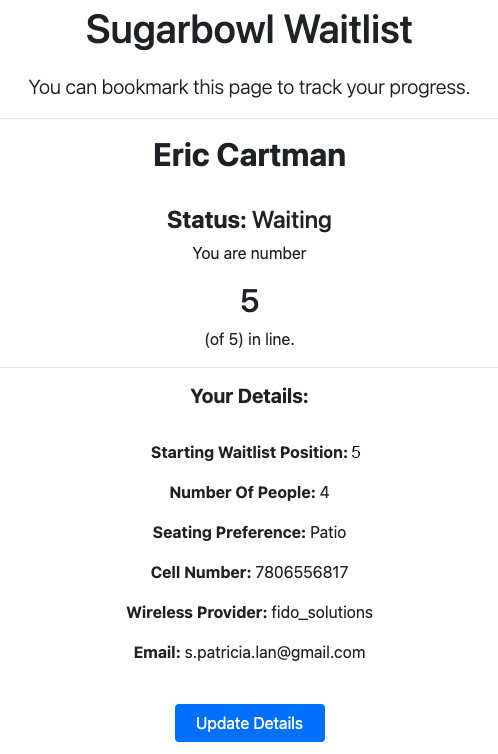 Sugarbowl Waitlist
You can bookmark this page to track your progress.
Eric Cartman
Status: Waiting
You are number
5
(of 5) in line.
Your Details:
Starting Waitlist Position: 5
Number Of People: 4
Seating Preference: Patio
Cell Number: 7806556817
Wireless Provider: fido_solutions
Email: s.patricia.lan@gmail.com
Update Details